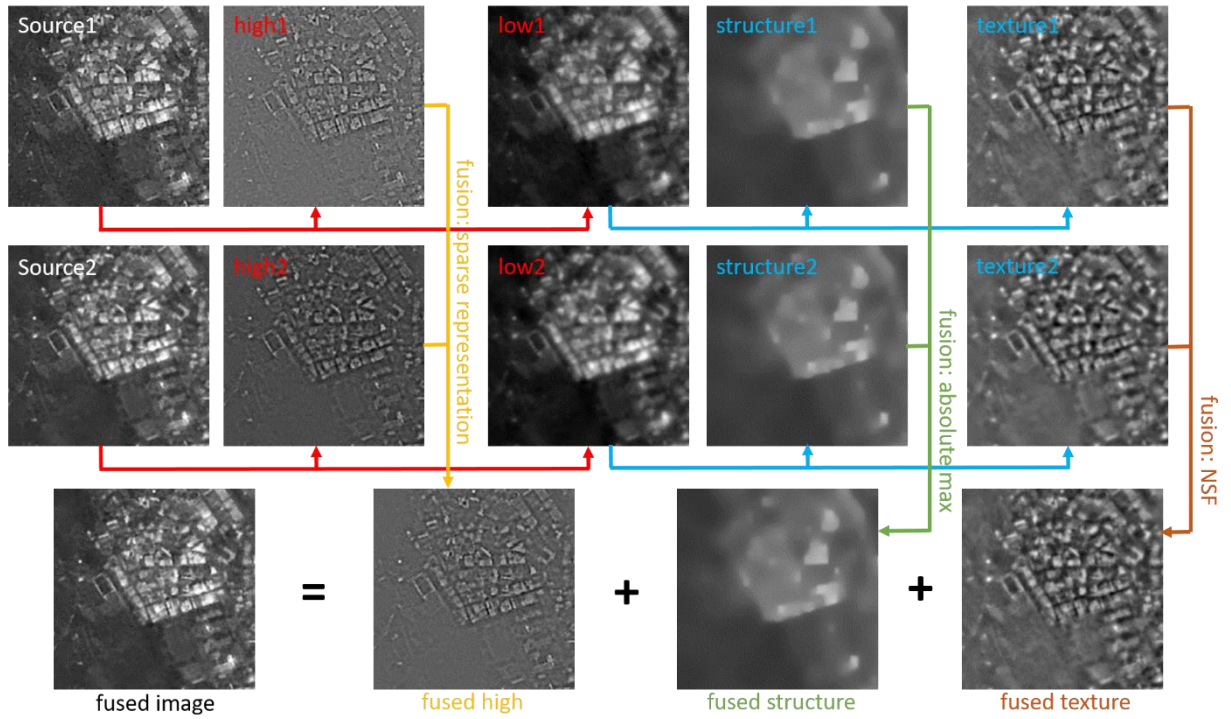 Source1
high1
low1
structure1
texture1
fusion: sparse representation
fusion: absolute max
fusion: NSF
Source2
high2
low2
structure2
texture2
=
+
+
fused image
fused high
fused structure
fused texture